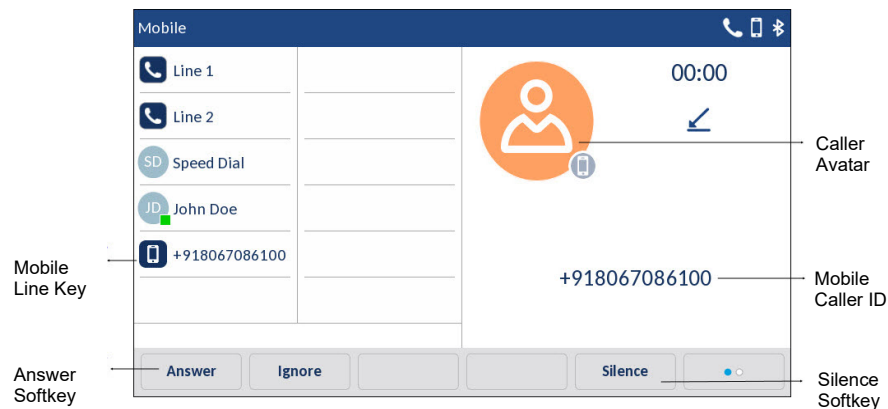 Mobile
Line 1
00:00
Line 2
SD Speed Dial
Caller
Avatar
JD John Doe
+918067086100
Mobile
Line Key
+918067086100
Mobile
Caller ID
Answer
Ignore
Silence
Answer
Softkey
Silence
Softkey